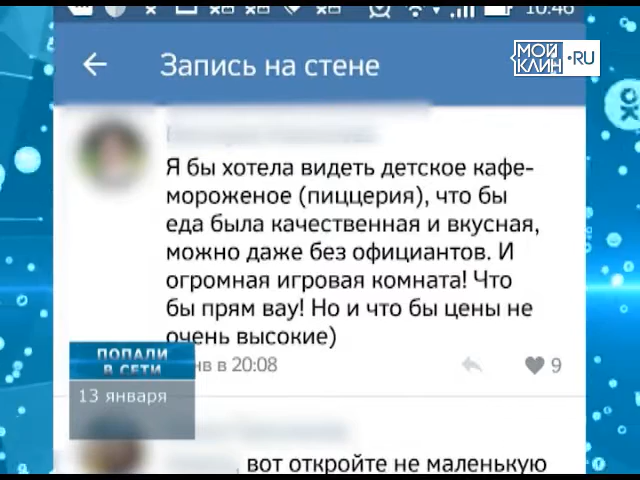 10:46
Запись на стене
МОЙ
КЛИН
.RU
Я бы хотела видеть детское кафе-
мороженое (пиццерия), что бы
еда была качественная и вкусная,
можно даже без официантов. И
огромная игровая комната! Что
бы прям вау! Но и что бы цены не
очень высокие)
в 20:08
9
ПОПАЛИ
В СЕТИ
13 января
, вот откройте не маленькую